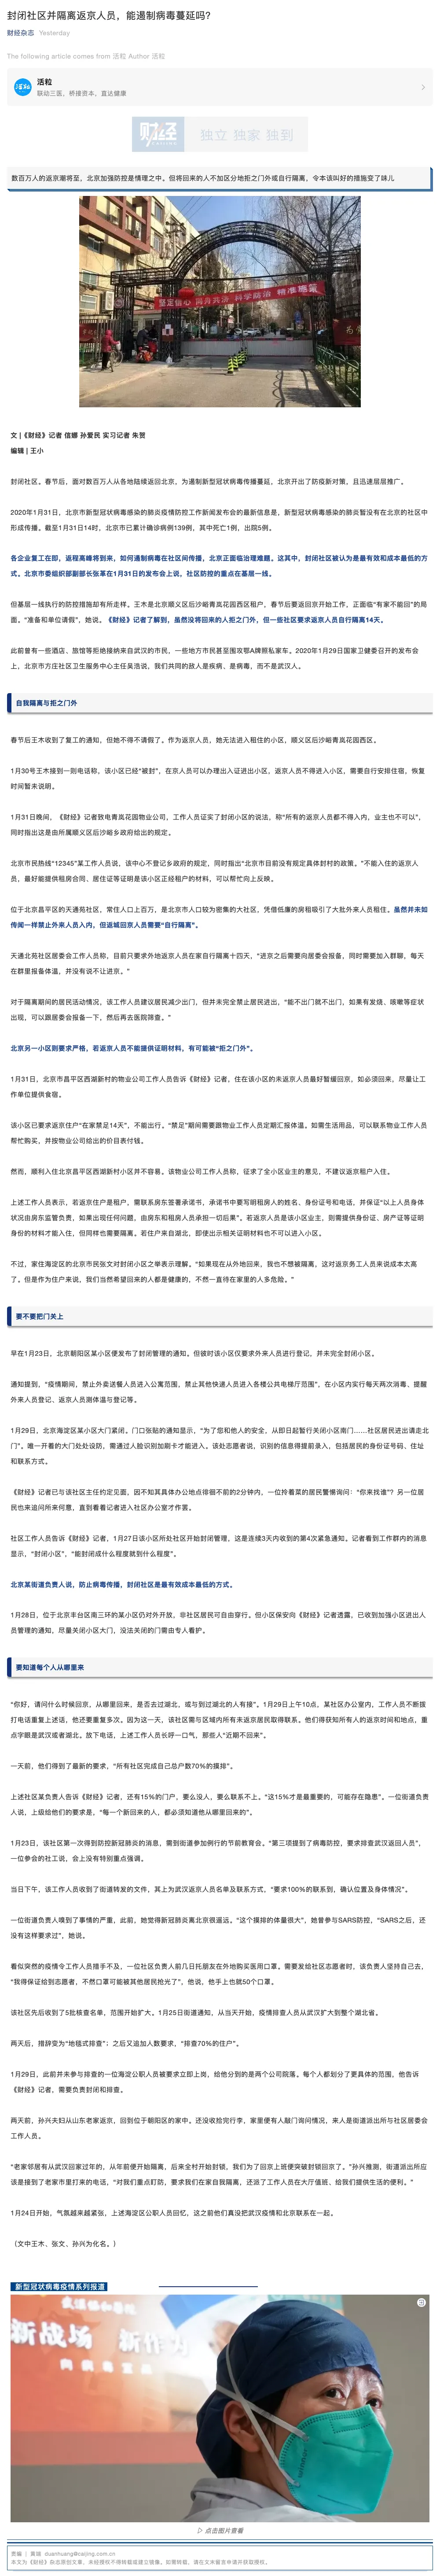 封闭社区并隔离返京人员，能遏制病毒蔓延吗？
财经杂志 Yesterday
The following article comes from 活粒 Author 活粒
活粒
联动三医，桥接资本，直达健康
财经 独立 独家 独到
数百万人的返京潮将至，北京加强防控是情理之中。但将回来的人不加区分地拒之门外或自行隔离，令本该叫好的措施变了味儿
坚定信心 同舟共济 科学防治 精准施策
文 |《财经》记者 信娜 孙爱民 实习记者 朱贺
编辑 | 王小
封闭社区。春节后，面对数百万人从各地陆续返回北京，为遏制新型冠状病毒传播蔓延，北京开出了防疫新对策，且迅速层层推广。
2020年1月31日，北京市新型冠状病毒感染的肺炎疫情防控工作新闻发布会的最新信息是，新型冠状病毒感染的肺炎暂没有在北京的社区中
形成传播。截至1月31日14时，北京市已累计确诊病例139例，其中死亡1例，出院5例。
各企业复工在即，返程高峰将到来，如何遏制病毒在社区间传播，北京正面临治理难题。这其中，封闭社区被认为是最有效和成本最低的方
式。北京市委组织部副部长张革在1月31日的发布会上说，社区防控的重点在基层一线。
但基层一线执行的防控措施却有所走样。王木是北京顺义区后沙峪青岚花园西区租户，春节后要返回京开始工作，正面临“有家不能回”的局
面。“准备和单位请假”，她说。《财经》记者了解到，虽然没将回来的人拒之门外，但一些社区要求返京人员自行隔离14天。
此前曾有一些酒店、旅馆等拒绝接纳来自武汉的市民，一些地方市民甚至围攻鄂A牌照私家车。2020年1月29日国家卫健委召开的发布会
上，北京市方庄社区卫生服务中心主任吴浩说，我们共同的敌人是疾病、是病毒，而不是武汉人。
自我隔离与拒之门外
春节后王木收到了复工的通知，但她不得不请假了。作为返京人员，她无法进入租住的小区，顺义区后沙峪青岚花园西区。
1月30号王木接到一则电话称，该小区已经“被封”，在京人员可以办理出入证进出小区，返京人员不得进入小区，需要自行安排住宿，恢复
时间暂未说明。
1月31日晚间，《财经》记者致电青岚花园物业公司，工作人员证实了封闭小区的说法，称“所有的返京人员都不得入内，业主也不可以”，
同时指出这是由所属顺义区后沙峪乡政府给出的规定。
北京市民热线“12345”某工作人员说，该中心不登记乡政府的规定，同时指出“北京市目前没有规定具体封村的政策。”不能入住的返京人
员，最好能提供租房合同、居住证等证明是该小区正经租户的材料，可以帮忙向上反映。
位于北京昌平区的天通苑社区，常住人口上百万，是北京市人口较为密集的大社区，凭借低廉的房租吸引了大批外来人员租住。虽然并未如
传闻一样禁止外来人员入内，但返城回京人员需要“自行隔离”。
天通北苑社区居委会工作人员称，目前只要求外地返京人员在家自行隔离十四天，“进京之后需要向居委会报备，同时需要加入群聊，每天
在群里报备体温，并没有说不让进京。”
对于隔离期间的居民活动情况，该工作人员建议居民减少出门，但并未完全禁止居民进出，“能不出门就不出门，如果有发烧、咳嗽等症状
出现，可以跟居委会报备一下，然后再去医院筛查。”
北京另一小区则要求严格，若返京人员不能提供证明材料，有可能被“拒之门外”。
1月31日，北京市昌平区西湖新村的物业公司工作人员告诉《财经》记者，住在该小区的未返京人员最好暂缓回京，如必须回来，尽量让工
作单位提供食宿。
该小区已要求返京住户“在家禁足14天”，不能出行。“禁足”期间需要跟物业工作人员定期汇报体温。如需生活用品，可以联系物业工作人员
帮忙购买，并按物业公司给出的价目表付钱。
然而，顺利入住北京昌平区西湖新村小区并不容易。该物业公司工作人员称，征求了全小区业主的意见，不建议返京租户入住。
上述工作人员表示，若返京住户是租户，需联系房东签署承诺书，承诺书中要写明租房人的姓名、身份证号和电话，并保证“以上人员身体
状况由房东监管负责，如果出现任何问题，由房东和租房人员承担一切后果”。若返京人员是该小区业主，则需提供身份证、房产证等证明
身份的材料才能入住，但同样也需要隔离。若住户来自湖北，即使出示相关证明材料也不可以进入小区。
不过，家住海淀区的北京市民张文对封闭小区之举表示理解。“如果现在从外地回来，我也不想被隔离，这对返京务工人员来说成本太高
了。但是作为住户来说，我们当然希望回来的人都是健康的，不然一直待在家里的人多危险。”
要不要把门关上
早在1月23日，北京朝阳区某小区便发布了封闭管理的通知。但彼时该小区仅要求外来人员进行登记，并未完全封闭小区。
通知提到，“疫情期间，禁止外卖送餐人员进入公寓范围，禁止其他快递人员进入各楼公共电梯厅范围”，在小区内实行每天两次消毒、提醒
外来人员登记、返京人员测体温与登记等。
1月29日，北京海淀区某小区大门紧闭。门口张贴的通知显示，“为了您和他人的安全，从即日起暂行关闭小区南门……社区居民进出请走北
门”。唯一开着的大门处处设防，需通过人脸识别加刷卡才能进入。该处志愿者说，识别的信息得提前录入，包括居民的身份证号码、住址
和联系方式。
《财经》记者已与该社区主任约定见面，因不知其具体办公地点徘徊不前的2分钟内，一位拎着菜的居民警惕询问：“你来找谁”？另一位居
民也来追问所来何意，直到看着记者进入社区办公室才作罢。
社区工作人员告诉《财经》记者，1月27日该小区所处社区开始封闭管理，这是连续3天内收到的第4次紧急通知。记者看到工作群内的消息
显示，“封闭小区”，“能封闭成什么程度就到什么程度”。
北京某街道负责人说，防止病毒传播，封闭社区是最有效成本最低的方式。
1月28日，位于北京丰台区南三环的某小区仍对外开放，非社区居民可自由穿行。但小区保安向《财经》记者透露，已收到加强小区进出人
员管理的通知，尽量关闭小区大门，没法关闭的门需由专人看护。
要知道每个人从哪里来
“你好，请问什么时候回京，从哪里回来，是否去过湖北，或与到过湖北的人有接”。1月29日上午10点，某社区办公室内，工作人员不断拨
打电话重复上述话，他还要重复多次。因为这一天，该社区需与区域内所有未返京居民取得联系。他们得获知所有人的返京时间和地点，重
点字眼是武汉或者湖北。放下电话，上述工作人员长呼一口气，那些人“近期不回来”。
一天前，他们得到了最新的要求，“所有社区完成自己总户数70%的摸排”。
上述社区某负责人告诉《财经》记者，还有15%的门户，要么没人，要么联系不上。“这15%才是最重要的，可能存在隐患”。一位街道负责
人说，上级给他们的要求是，“每一个新回来的人，都必须知道他从哪里回来的”。
1月23日，该社区第一次得到防控新冠肺炎的消息，需到街道参加例行的节前教育会。“第三项提到了病毒防控，要求排查武汉返回人员”，
一位参会的社工说，会上没有特别重点强调。
当日下午，该工作人员收到了街道转发的文件，其上为武汉返京人员名单及联系方式，“要求100%的联系到，确认位置及身体情况”。
一位街道负责人嗅到了事情的严重，此前，她觉得新冠肺炎离北京很遥远。“这个摸排的体量很大”，她曾参与SARS防控，“SARS之后，还
没有这样要求过”，她说。
看似突然的疫情令工作人员措手不及，一位社区负责人前几日托朋友在外地购买医用口罩。需要发给社区志愿者时，该负责人坚持自己去，
“我得保证给到志愿者，不然口罩可能被其他居民抢光了”，他说，他手上也就50个口罩。
该社区先后收到了5批核查名单，范围开始扩大。1月25日街道通知，从当天开始，疫情排查人员从武汉扩大到整个湖北省。
两天后，措辞变为“地毯式排查”；之后又追加人数要求，“排查70%的住户”。
1月29日，此前并未参与排查的一位海淀公职人员被要求立即上岗，给他分到的是两个公司院落。每个人都划分了更具体的范围，他告诉
《财经》记者，需要负责封闭和排查。
两天前，孙兴夫妇从山东老家返京，回到位于朝阳区的家中。还没收拾完行李，家里便有人敲门询问情况，来人是街道派出所与社区居委会
工作人员。
“老家邻居有从武汉回家过年的，从年前便开始隔离，后来全村开始封锁，我们为了回京上班便突破封锁回京了”。孙兴推测，街道派出所应
该是接到了老家市里打来的电话，“对我们重点盯防，要求我们在家自我隔离，还派了工作人员在大厅值班、给我们提供生活的便利。”
1月24日开始，气氛越来越紧张，上述海淀区公职人员回忆，这之前他们真没把武汉疫情和北京联系在一起。
（文中王木、张文、孙兴为化名。）
新型冠状病毒疫情系列报道
新战场
▷ 点击图片查看
责编 | 黄端 duanhuang@caijing.com.cn
本文为《财经》杂志原创文章，未经授权不得转载或建立镜像。如需转载，请在文末留言申请并获取授权。